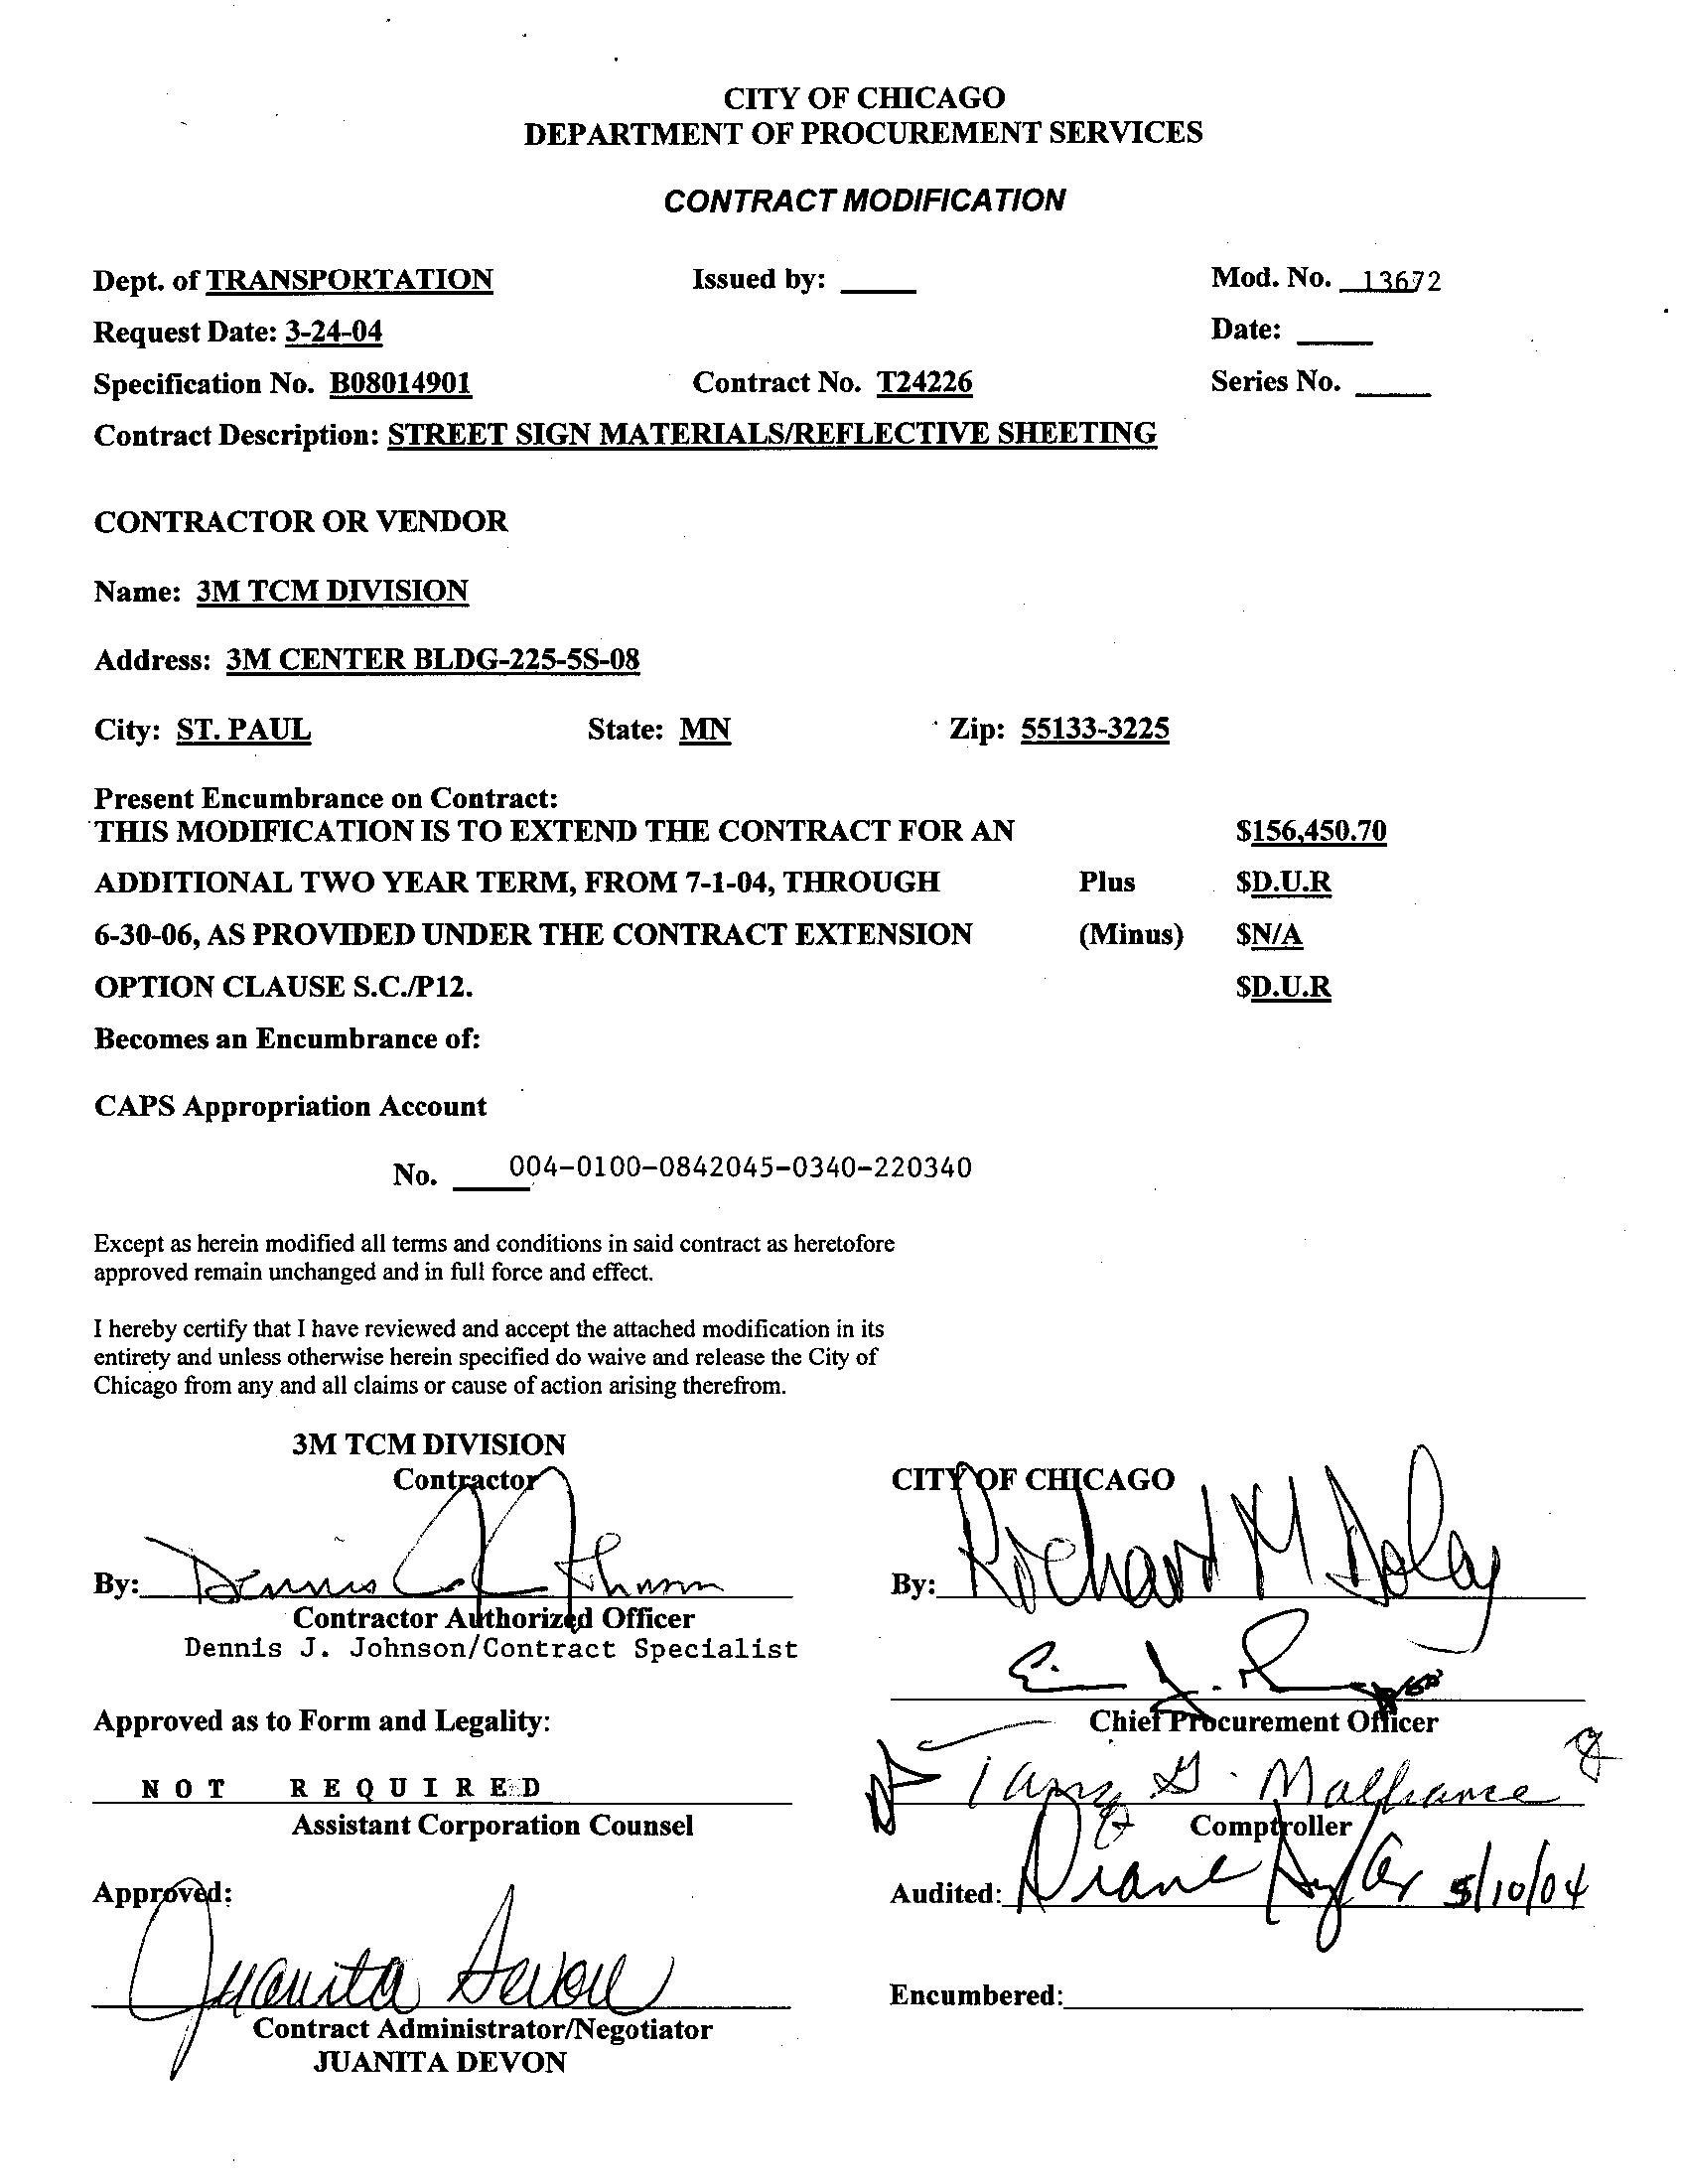 CITY OF CHICAGO
DEPARTMENT OF PROCUREMENT SERVICES
CONTRACT MODIFICATION
Dept. of TRANSPORTATION Issued by: ____ Mod. No. 13672
Request Date: 3-24-04 Date: ____
Specification No. B08014901 Contract No. T24226 Series No. ____
Contract Description: STREET SIGN MATERIALS/REFLECTIVE SHEETING
CONTRACTOR OR VENDOR
Name: 3M TCM DIVISION
Address: 3M CENTER BLDG-225-5S-08
City: ST. PAUL State: MN Zip: 55133-3225
Present Encumbrance on Contract:
THIS MODIFICATION IS TO EXTEND THE CONTRACT FOR AN $156,450.70
ADDITIONAL TWO YEAR TERM, FROM 7-1-04, THROUGH Plus $D.U.R
6-30-06, AS PROVIDED UNDER THE CONTRACT EXTENSION (Minus) $N/A
OPTION CLAUSE S.C./P12. $D.U.R
Becomes an Encumbrance of:
CAPS Appropriation Account
No. 004-0100-0842045-0340-220340
Except as herein modified all terms and conditions in said contract as heretofore
approved remain unchanged and in full force and effect.
I hereby certify that I have reviewed and accept the attached modification in its
entirety and unless otherwise herein specified do waive and release the City of
Chicago from any and all claims or cause of action arising therefrom.
3M TCM DIVISION
Contractor CITY OF CHICAGO
By: Dennis J Johnson By: Richard M Daley
Contractor Authorized Officer
Dennis J. Johnson/Contract Specialist
Approved as to Form and Legality: Chief Procurement Officer
NOT REQUIRED
Assistant Corporation Counsel Comptroller
Approved: Audited: Diane 5/10/04
Juanita Devon Encumbered:
Contract Administrator/Negotiator
JUANITA DEVON